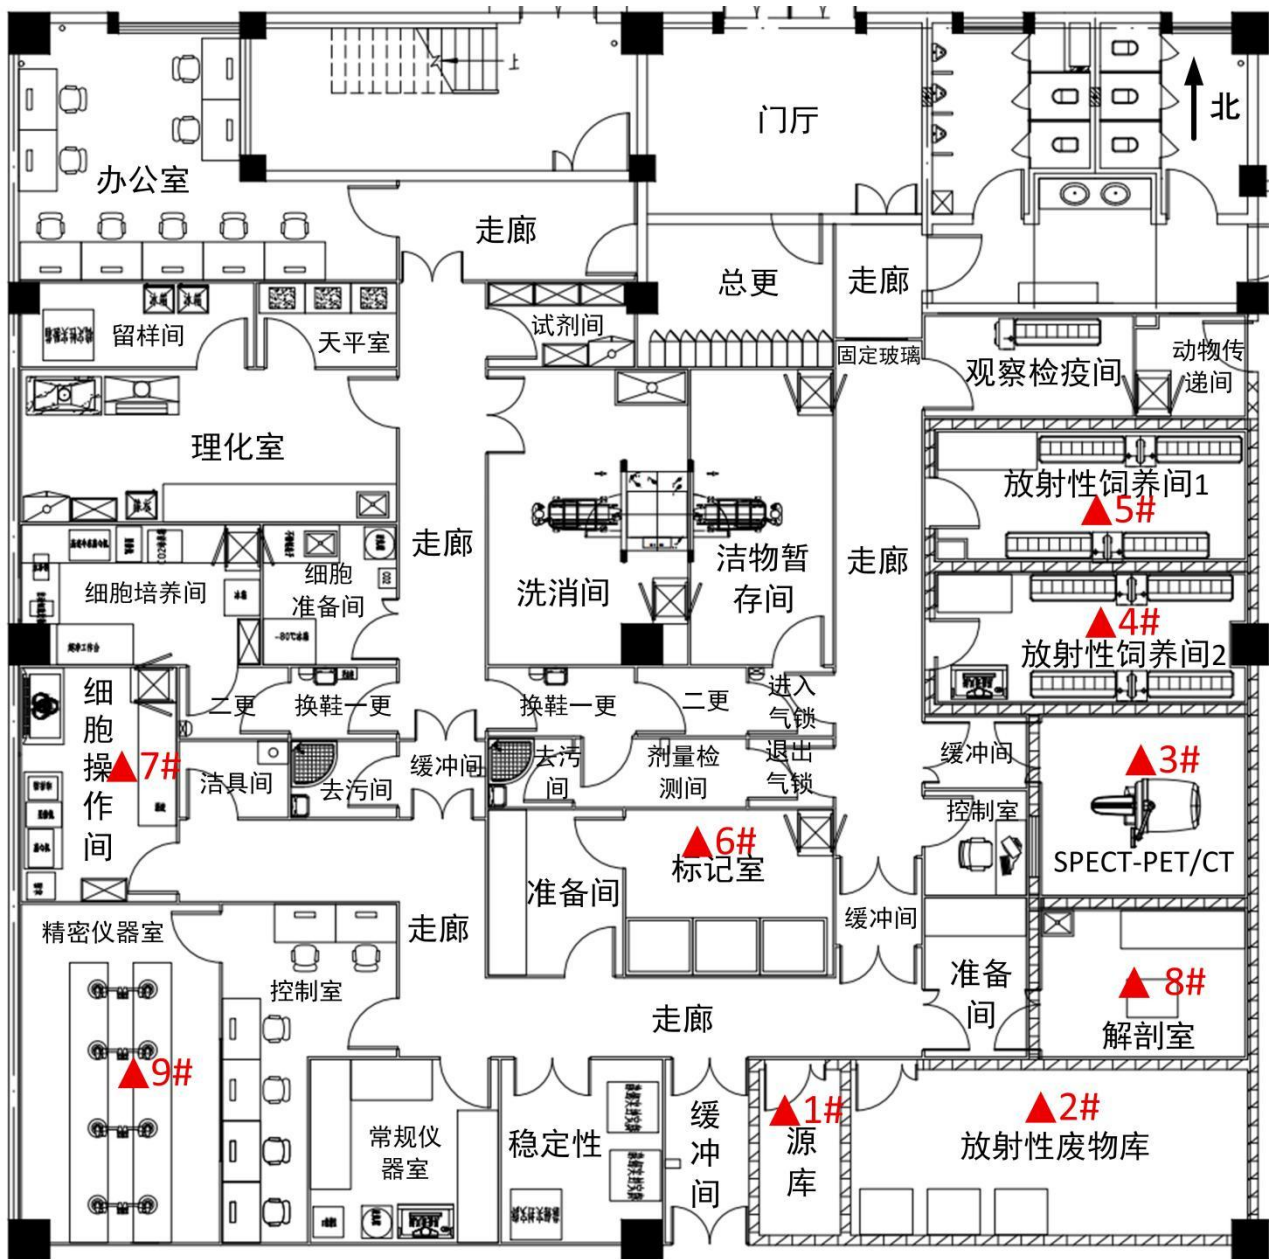 上
门厅
北
办公室
走廊
总更
走廊
留样间
天平室
试剂间
固定玻璃
观察检疫间
动物传
递间
理化室
放射性饲养间1
▲5#
走廊
洗消间
洁物暂
存间
走廊
细胞培养间
细胞
准备间
CO2
▲4#
放射性饲养间2
细
胞
操
作
间
▲7#
二更
换鞋一更
换鞋一更
二更
进入
气锁
洁具间
去污间
缓冲间
去污
间
剂量检
测间
退出
气锁
缓冲间
▲3#
SPECT-PET/CT
控制室
▲6#
标记室
准备间
缓冲间
精密仪器室
走廊
控制室
准备
间
▲8#
解剖室
走廊
▲9#
常规仪
器室
稳定性
缓
冲
间
▲1#
源
库
▲2#
放射性废物库